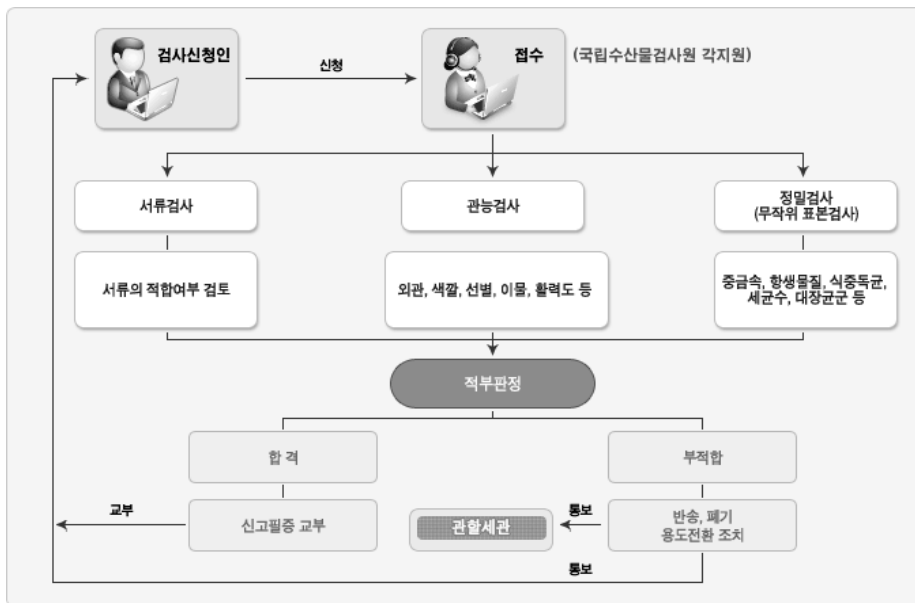 검사신청인
신청
접수
(국립수산물검사원 각지원)
서류검사
관능검사
정밀검사
(무작위 표본검사)
서류의 적합여부 검토
외관, 색깔, 선별, 이물, 활력도 등
중금속, 항생물질, 식중독균,
세균수, 대장균군 등
적부판정
합 격
부적합
교부
신고필증 교부
관할세관
통보
반송, 폐기
용도전환 조치
통보